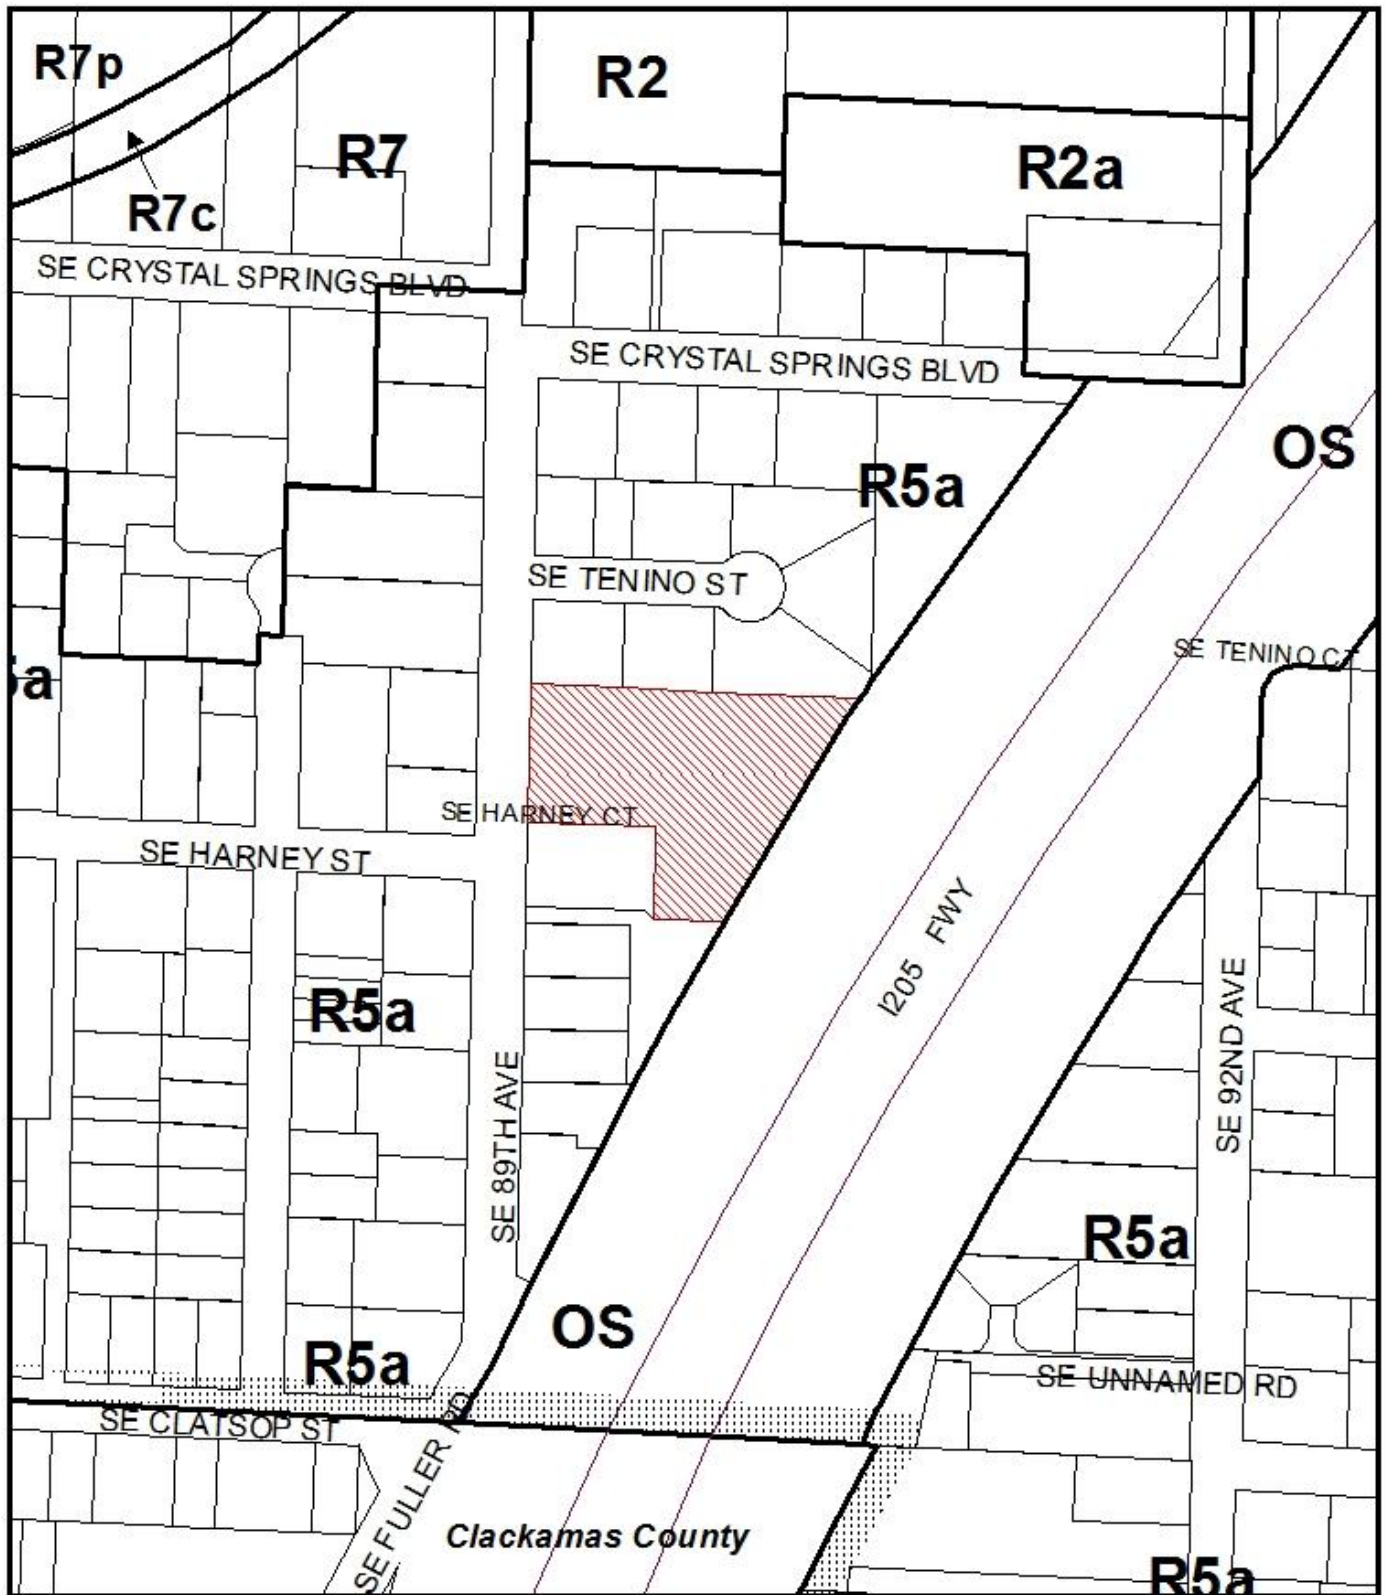 R7p
R2
R7
R2a
R7c
SE CRYSTAL SPRINGS BLVD
SE CRYSTAL SPRINGS BLVD
OS
R5a
SE TENINO ST
SE TENINO CT
5a
SE HARNEY CT
SE HARNEY ST
I205 FWY
R5a
SE 92ND AVE
SE 89TH AVE
R5a
OS
R5a
SE UNNAMED RD
SE CLATSOP ST
SE FULLER RD
Clackamas County
R5a